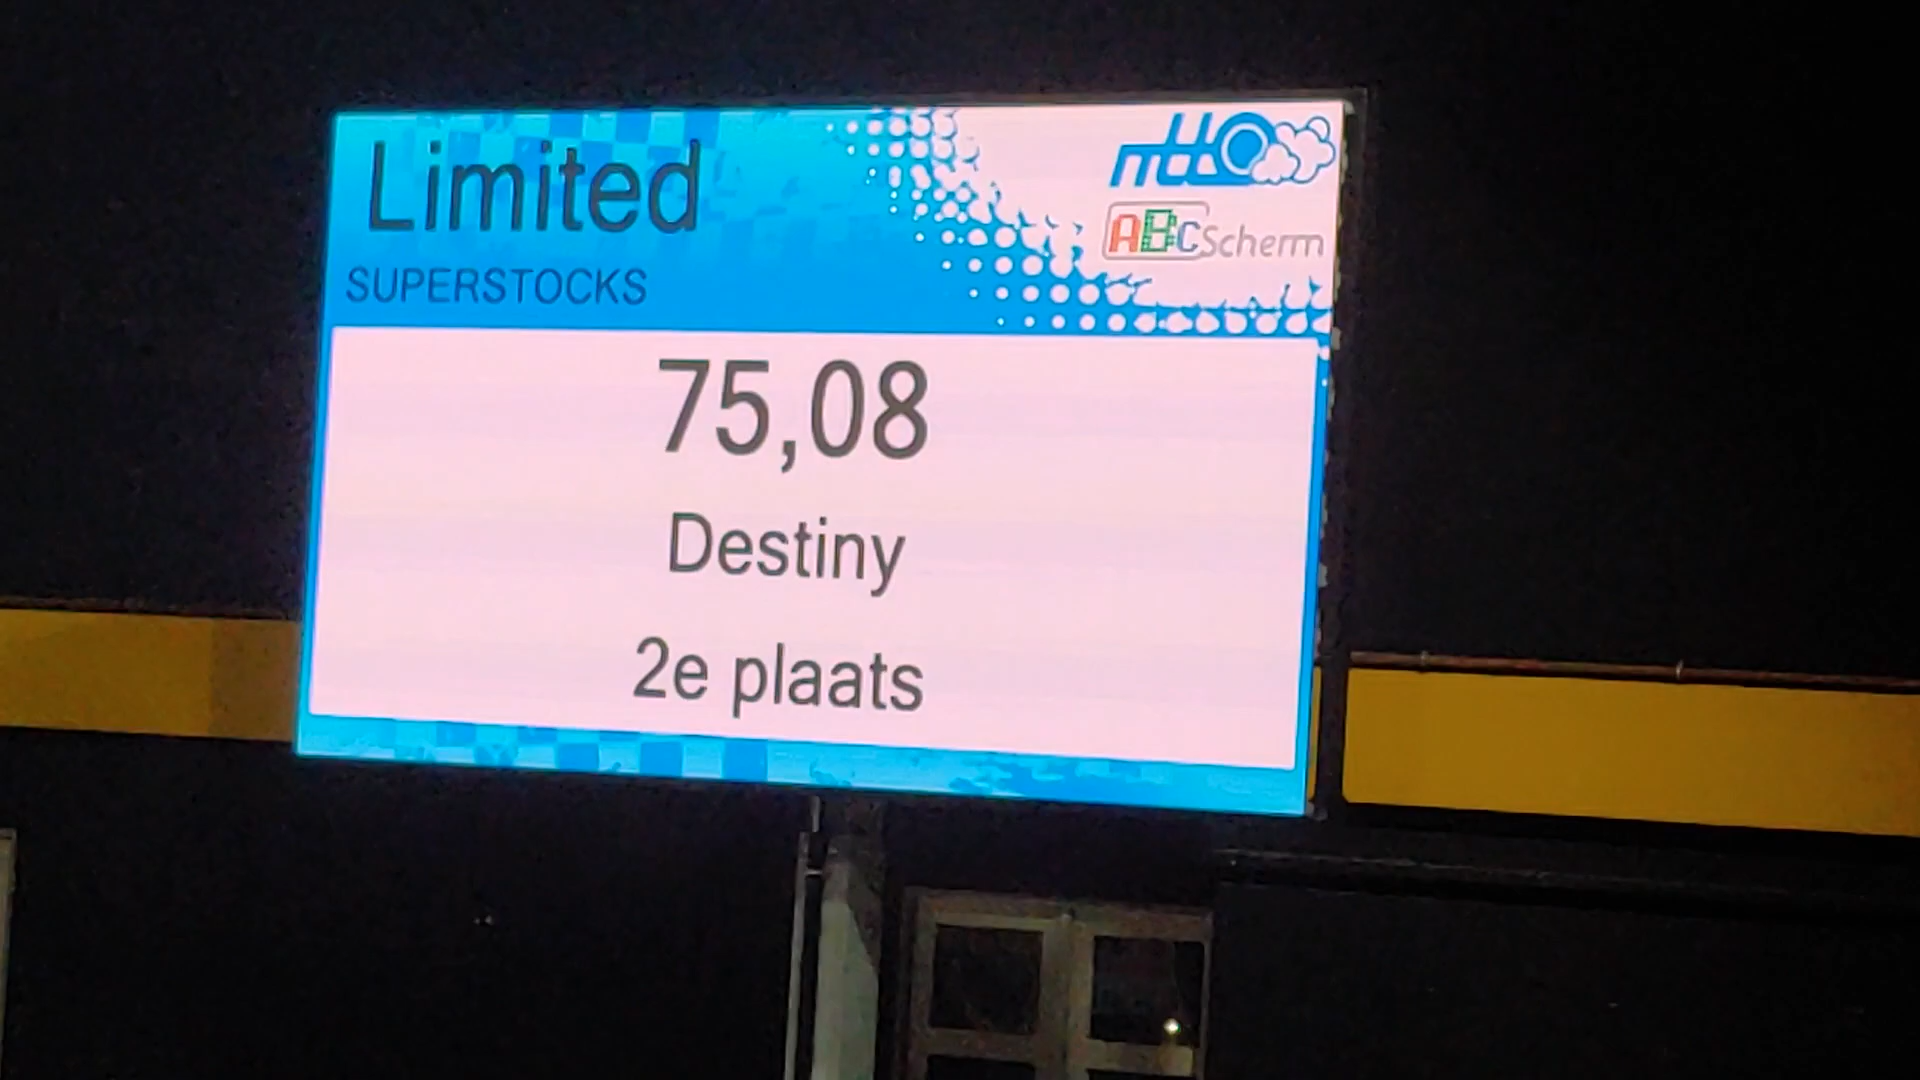 Limited
SUPERSTOCKS
ABCScherm
75,08
Destiny
2e plaats